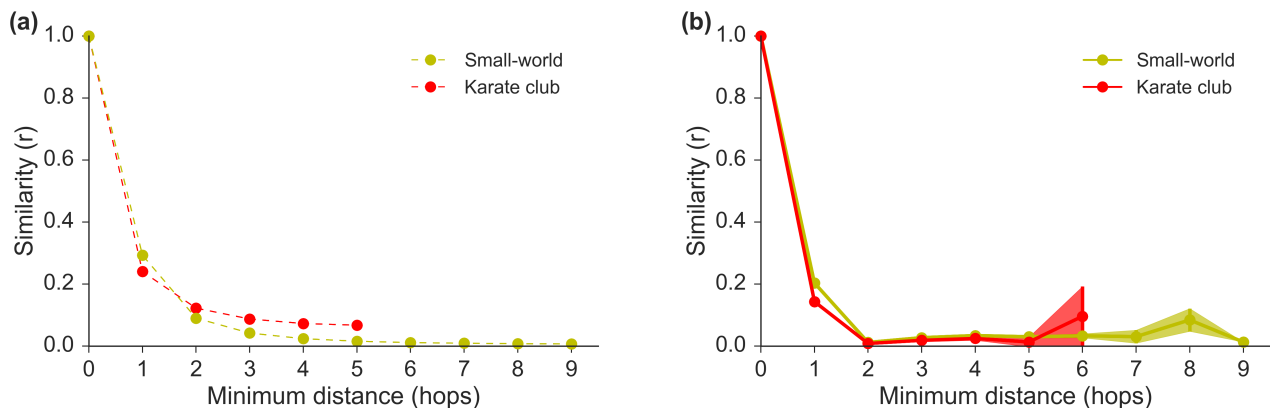 (a)
1.0
0.8
0.6
0.4
0.2
0.0
Similarity (r)
0 1 2 3 4 5 6 7 8 9
Minimum distance (hops)
Small-world
Karate club
(b)
1.0
0.8
0.6
0.4
0.2
0.0
Similarity (r)
0 1 2 3 4 5 6 7 8 9
Minimum distance (hops)
Small-world
Karate club